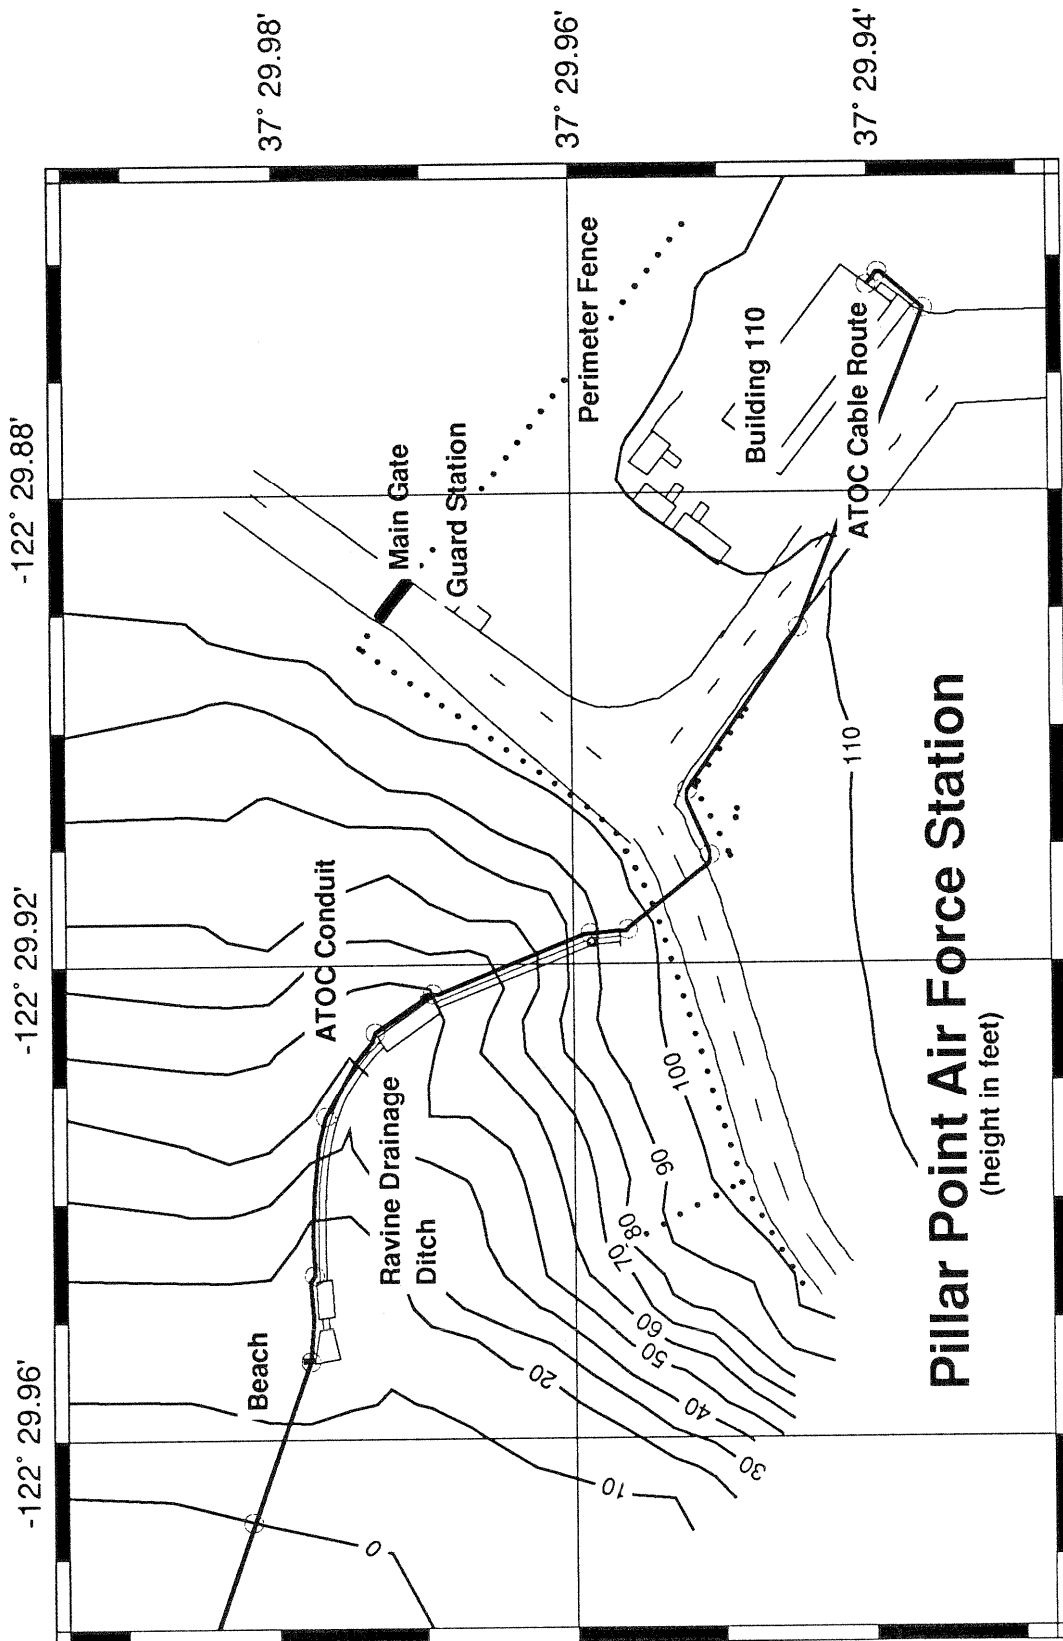 -122° 29.96'
-122° 29.92'
-122° 29.88'
37° 29.98'
37° 29.96'
37° 29.94'
Beach
ATOC Conduit
Main Gate
Guard Station
Ravine Drainage
Ditch
Perimeter Fence
Building 110
ATOC Cable Route
0
10
20
30
40
50
60
70
80
90
100
110
Pillar Point Air Force Station
(height in feet)